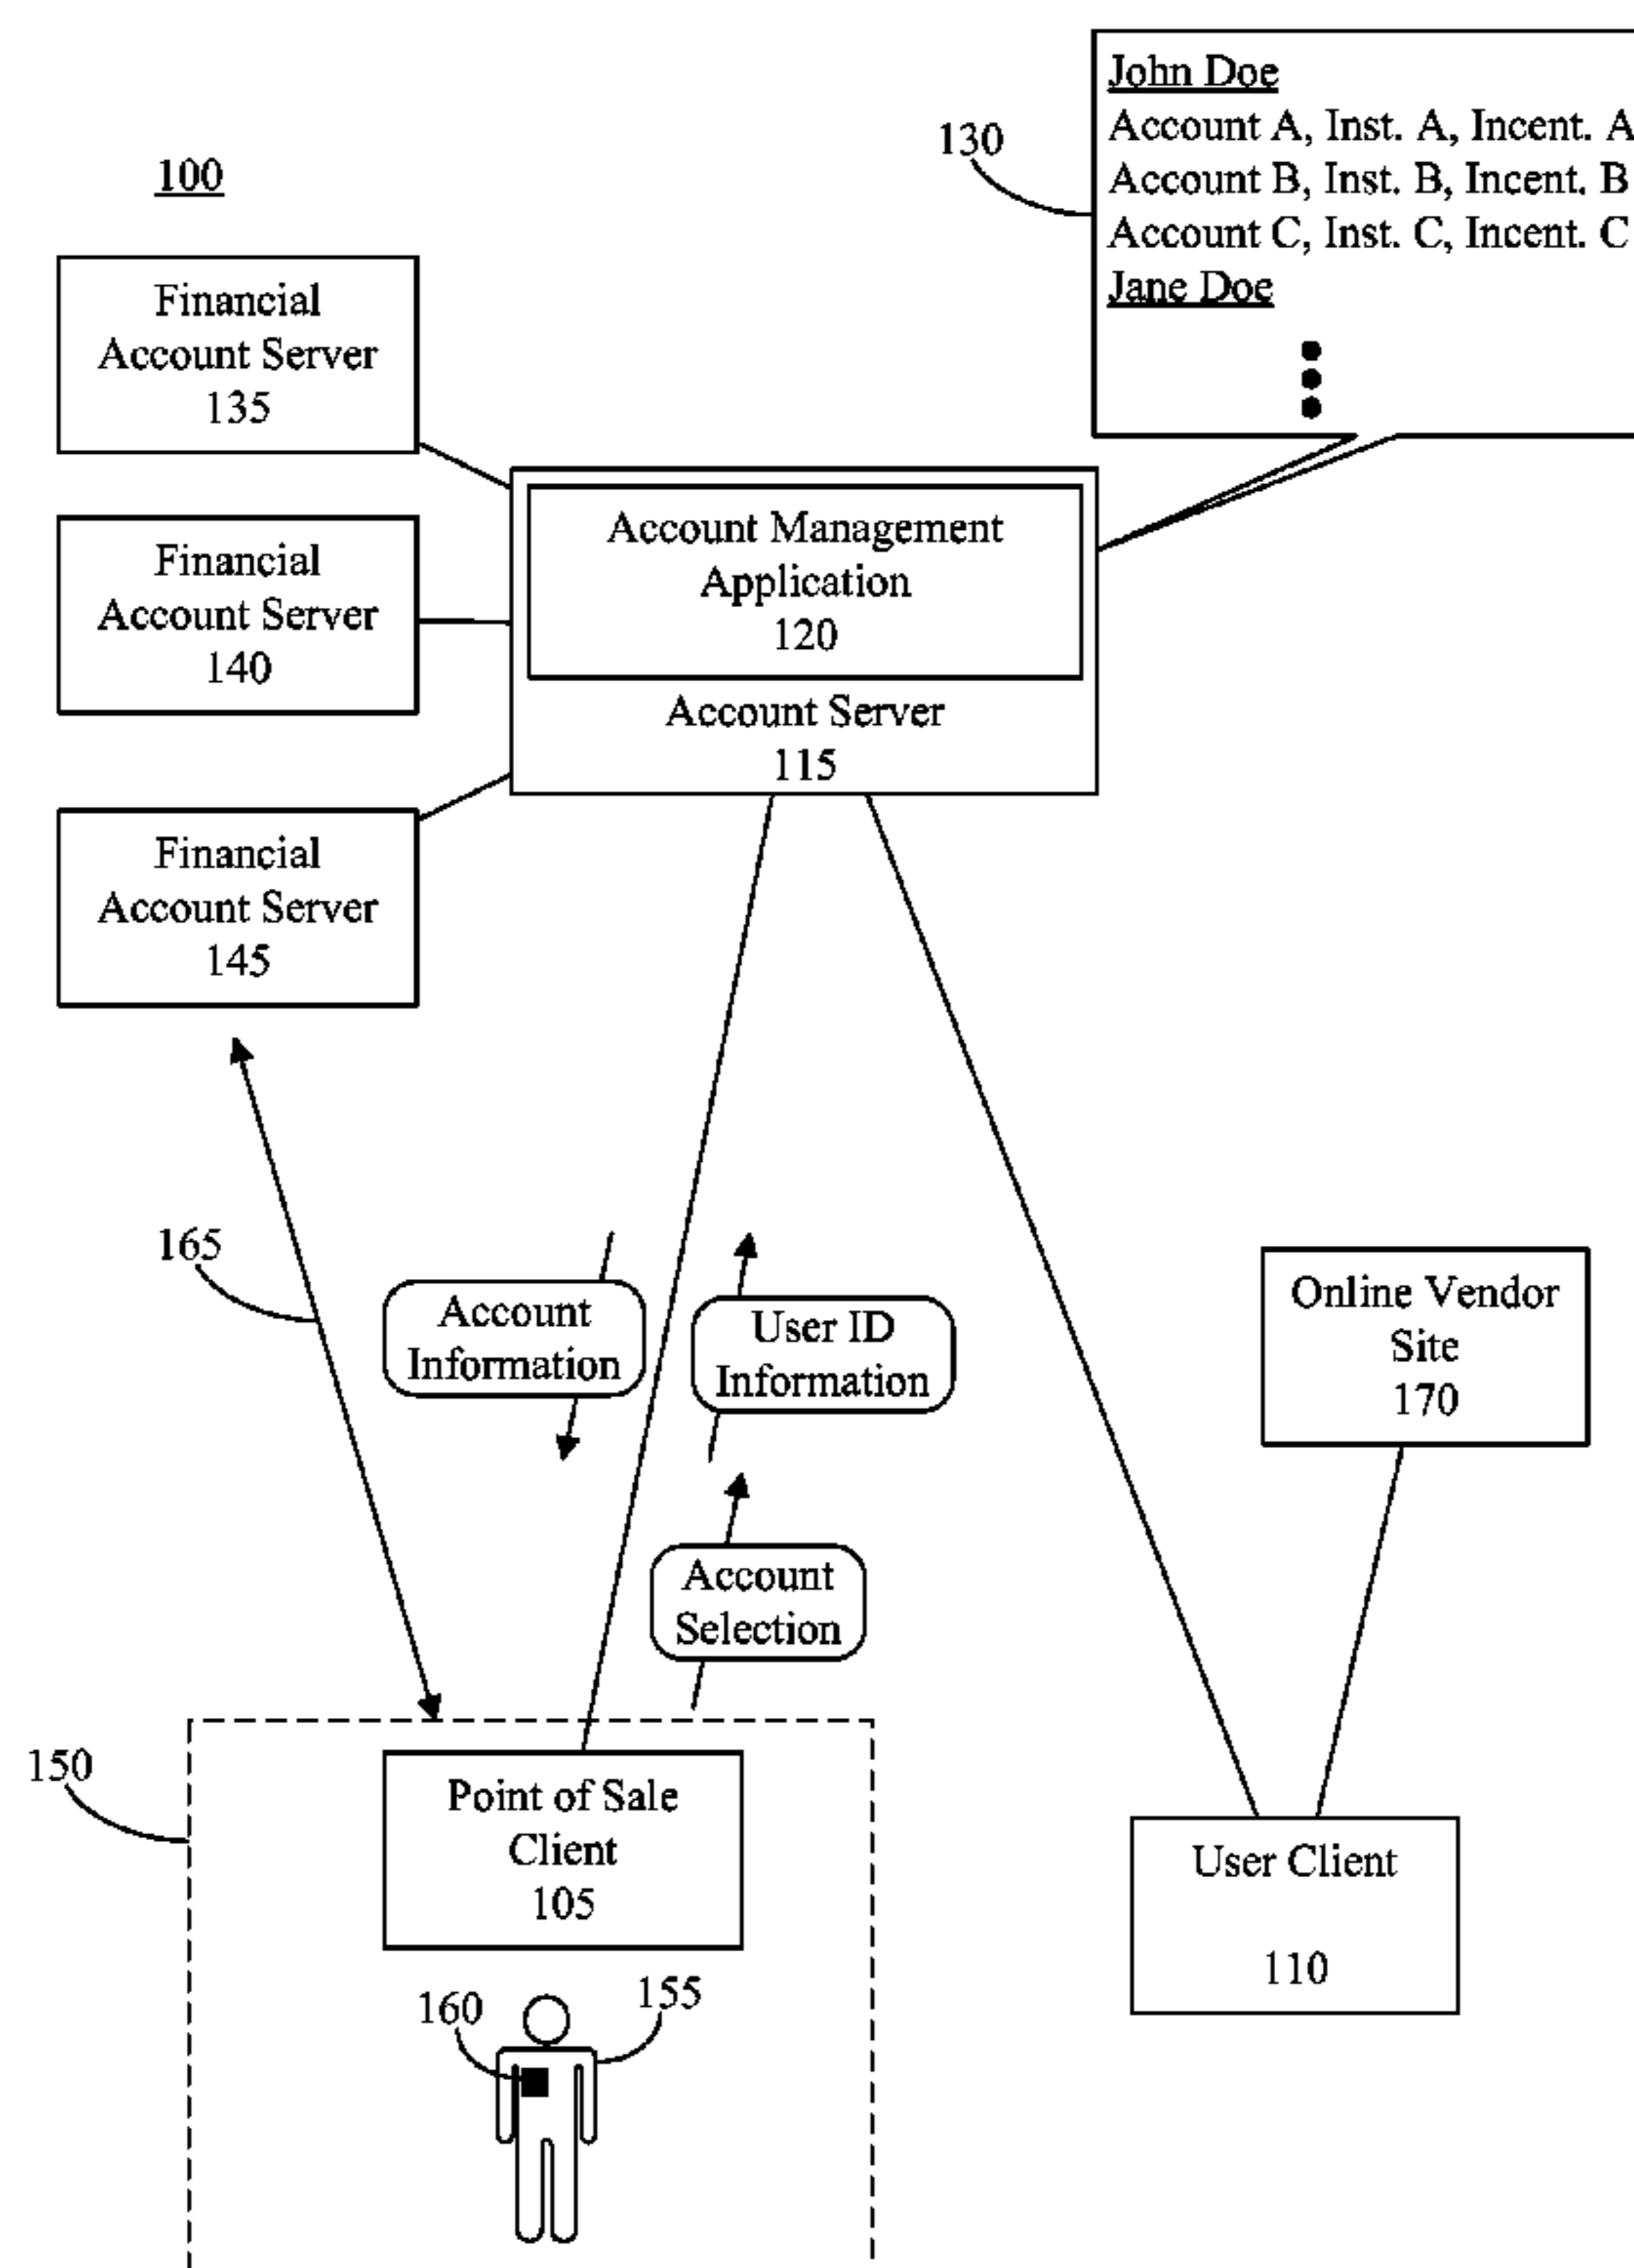 100
130
John Doe
Account A, Inst. A, Incent. A
Account B, Inst. B, Incent. B
Account C, Inst. C, Incent. C
Jane Doe
Financial
Account Server
135
Financial
Account Server
140
Financial
Account Server
145
Account Management
Application
120
Account Server
115
165
Account
Information
User ID
Information
Account
Selection
Online Vendor
Site
170
150
Point of Sale
Client
105
160
155
User Client
110